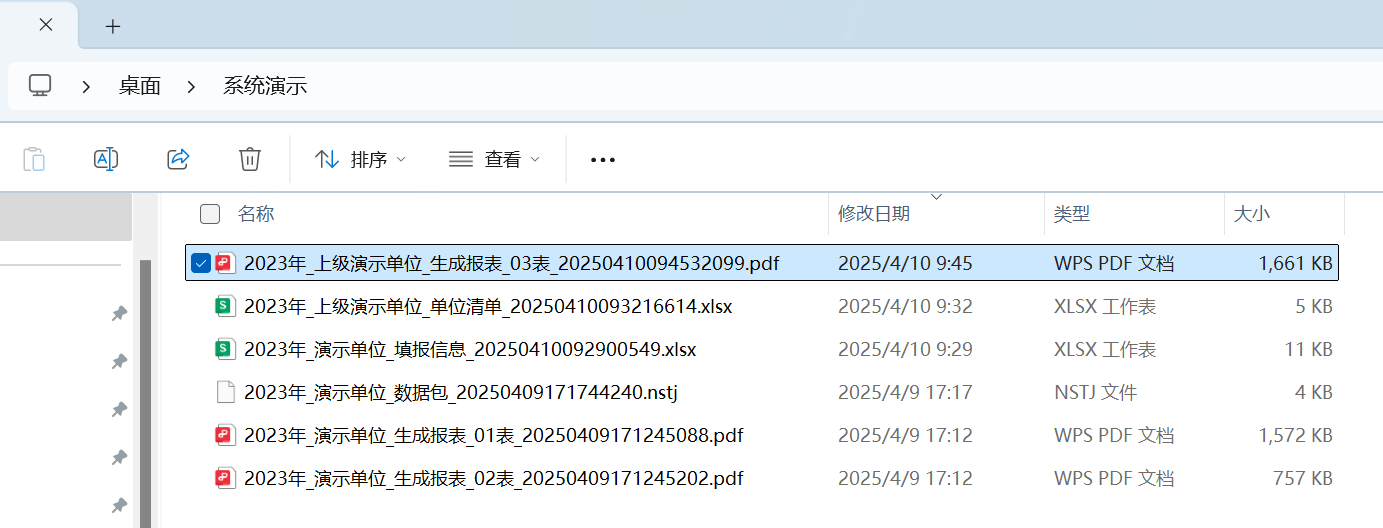 桌面 系统演示
排序 查看
名称 修改日期 类型 大小
2023年_上级演示单位_生成报表_03表_20250410094532099.pdf 2025/4/10 9:45 WPS PDF 文档 1,661 KB
2023年_上级演示单位_单位清单_20250410093216614.xlsx 2025/4/10 9:32 XLSX 工作表 5 KB
2023年_演示单位_填报信息_20250410092900549.xlsx 2025/4/10 9:29 XLSX 工作表 11 KB
2023年_演示单位_数据包_20250409171744240.nstj 2025/4/9 17:17 NSTJ 文件 4 KB
2023年_演示单位_生成报表_01表_20250409171245088.pdf 2025/4/9 17:12 WPS PDF 文档 1,572 KB
2023年_演示单位_生成报表_02表_20250409171245202.pdf 2025/4/9 17:12 WPS PDF 文档 757 KB